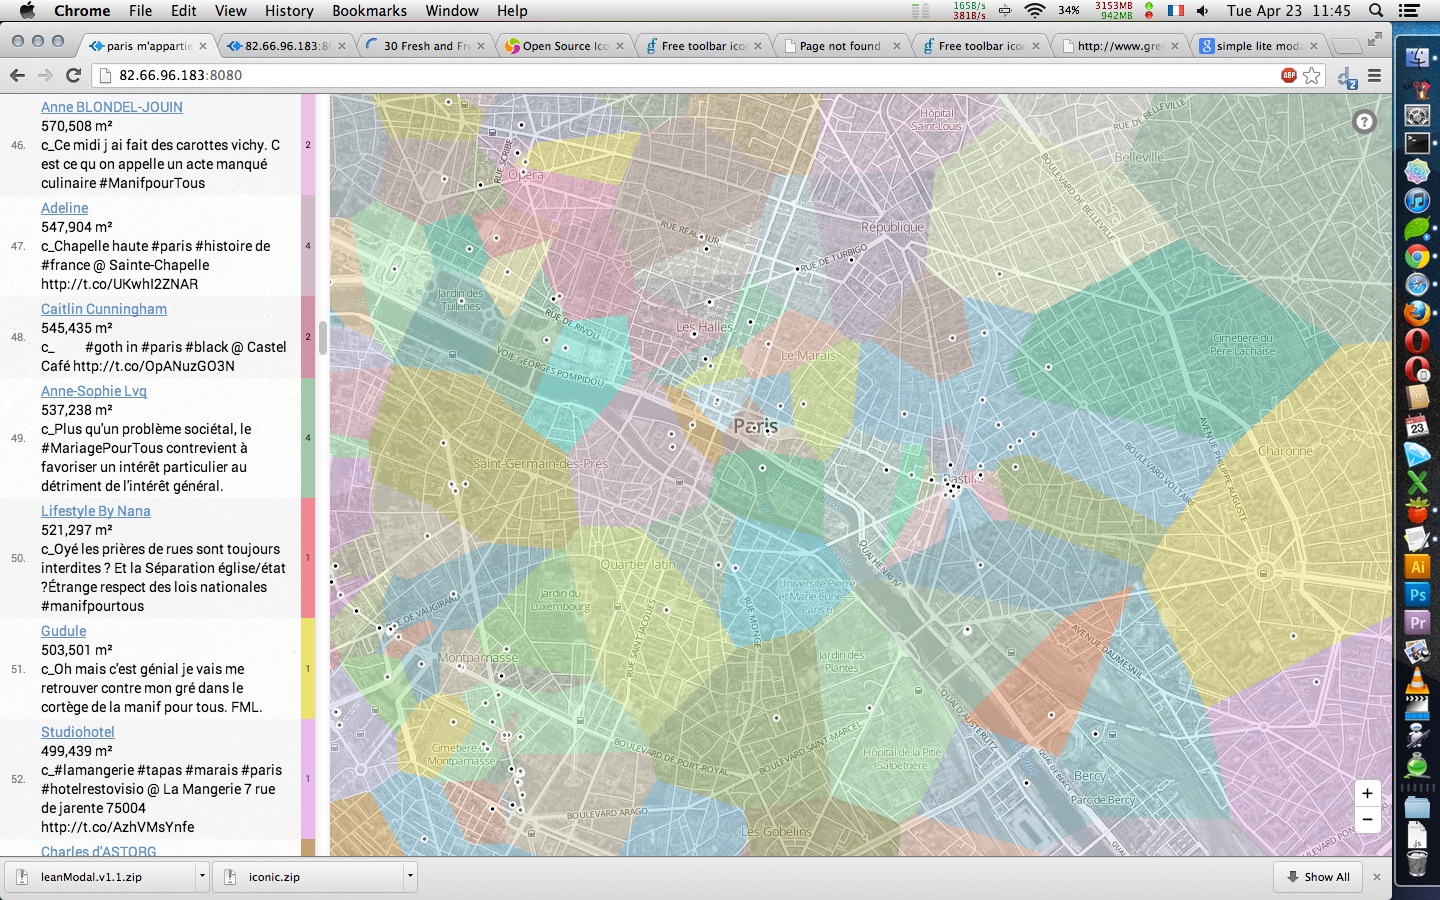 Chrome File Edit View History Bookmarks Window Help
165B/s
381B/s
34%
3153MB
942MB
Tue Apr 23 11:45
paris m'appartie
82.66.96.183:8
30 Fresh and Fr
Open Source Ico
Free toolbar ico
Page not found
Free toolbar ico
http://www.gre
simple lite mod
82.66.96.183:8080
ABP
2
46.
Anne BLONDEL-JOUIN
570,508 m²
c_Ce midi j ai fait des carottes vichy. C
est ce qu on appelle un acte manqué
culinaire #ManifpourTous
2
47.
Adeline
547,904 m²
c_Chapelle haute #paris #histoire de
#france @ Sainte-Chapelle
http://t.co/UKwhI2ZNAR
4
48.
Caitlin Cunningham
545,435 m²
c_ #goth in #paris #black @ Castel
Café http://t.co/OpANuzGO3N
2
49.
Anne-Sophie Lvq
537,238 m²
c_Plus qu'un problème sociétal, le
#MariagePourTous contrevient à
favoriser un intérêt particulier au
détriment de l'intérêt général.
4
50.
Lifestyle By Nana
521,297 m²
c_Oyé les prières de rues sont toujours
interdites ? Et la Séparation église/état
?Étrange respect des lois nationales
#manifpourtous
1
51.
Gudule
503,501 m²
c_Oh mais c'est génial je vais me
retrouver contre mon gré dans le
cortège de la manif pour tous. FML.
1
52.
Studiohotel
499,439 m²
c_#lamangerie #tapas #marais #paris
#hotelrestovisio @ La Mangerie 7 rue
de jarente 75004
http://t.co/AzhVMsYnfe
1
Charles d'ASTORG
Hôpital
Saint-Louis
RUE DE BELLEVILLE
?
Belleville
BOULEVARD DE BELLEVILLE
RUE SCRIBE
Opéra
RUE RÉAUMUR
République
RUE DE TURBIGO
Jardin des
Tuileries
RUE DE RIVOLI
Les Halles
VOIE GEORGES POMPIDOU
Le Marais
Cimetière du
Père Lachaise
Paris
Saint-Germain-des-Prés
Bastille
BOULEVARD VOLTAIRE
AVENUE PHILIPPE AUGUSTE
Charonne
Quartier latin
QUAI HENRI IV
Université Pierre
et Marie Curie —
Paris 6
Jardin du
Luxembourg
RUE DE VAUGIRARD
RUE SAINT-JACQUES
RUE MONGE
Montparnasse
Jardin des
Plantes
AVENUE DAUMESNIL
QUAI D'AUSTERLITZ
Cimetière
Montparnasse
BOULEVARD DE PORT-ROYAL
BOULEVARD SAINT-MARCEL
Hôpital de la Pitié
Salpêtrière
QUAI DE BERCY
Bercy
Parc de Bercy
BOULEVARD ARAGO
Les Gobelins
+
−
23
Ai
Ps
Pr
.js
leanModal.v1.1.zip
iconic.zip
Show All